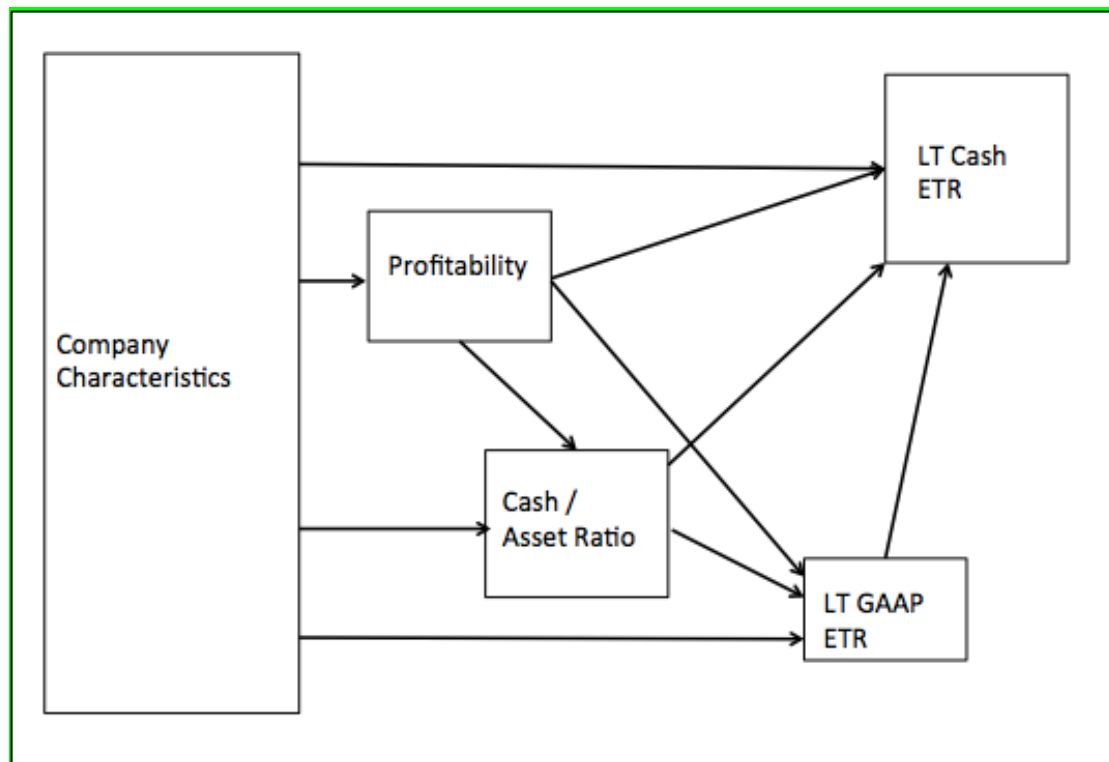 Company
Characteristics
Profitability
Cash /
Asset Ratio
LT Cash
ETR
LT GAAP
ETR